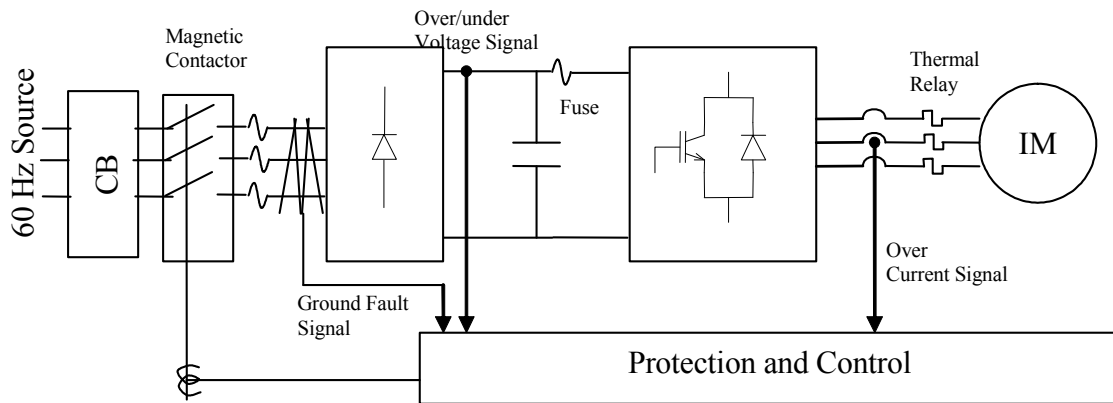 Over/under
Voltage Signal
Magnetic
Contactor
Thermal
Relay
Fuse
60 Hz Source
CB
IM
Over
Current Signal
Ground Fault
Signal
Protection and Control